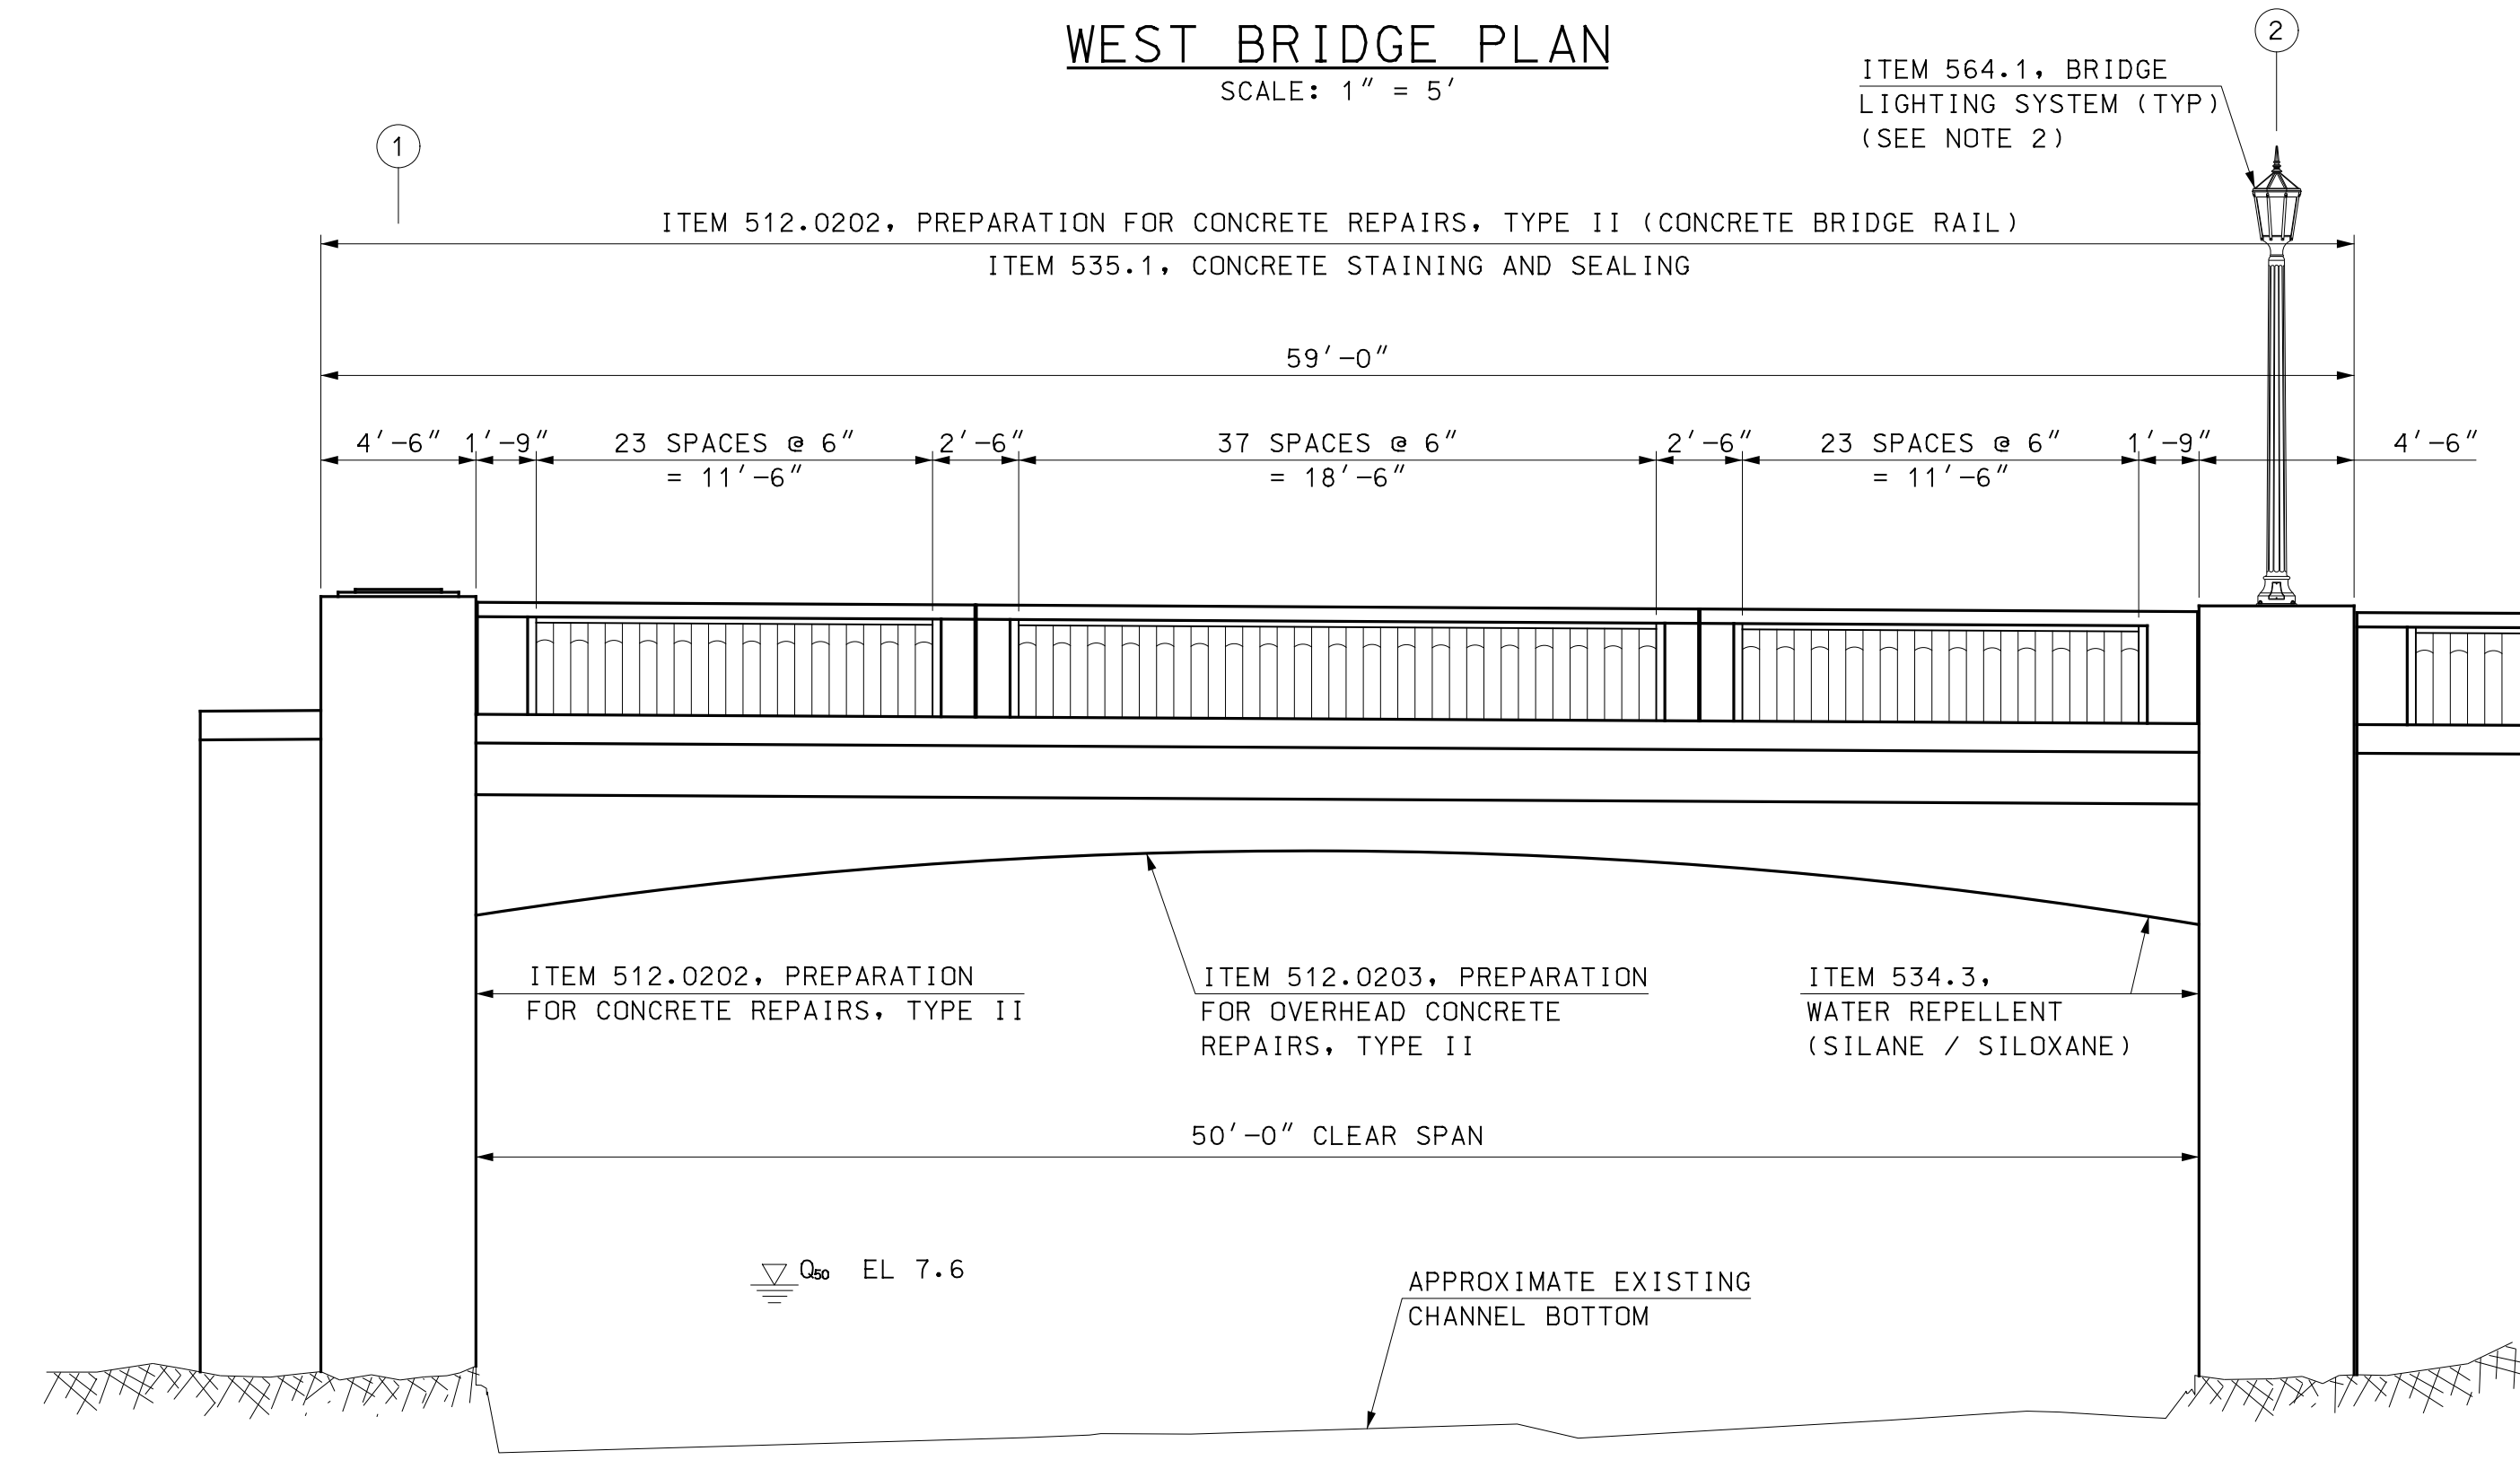 WEST BRIDGE PLAN
SCALE: 1" = 5'
1
2
ITEM 564.1, BRIDGE
LIGHTING SYSTEM (TYP)
(SEE NOTE 2)
ITEM 512.0202, PREPARATION FOR CONCRETE REPAIRS, TYPE II (CONCRETE BRIDGE RAIL)
ITEM 535.1, CONCRETE STAINING AND SEALING
59'-0"
4'-6"
1'-9"
23 SPACES @ 6"
= 11'-6"
2'-6"
37 SPACES @ 6"
= 18'-6"
2'-6"
23 SPACES @ 6"
= 11'-6"
1'-9"
4'-6"
ITEM 512.0202, PREPARATION
FOR CONCRETE REPAIRS, TYPE II
ITEM 512.0203, PREPARATION
FOR OVERHEAD CONCRETE
REPAIRS, TYPE II
ITEM 534.3,
WATER REPELLENT
(SILANE / SILOXANE)
50'-0" CLEAR SPAN
Q50 EL 7.6
APPROXIMATE EXISTING
CHANNEL BOTTOM